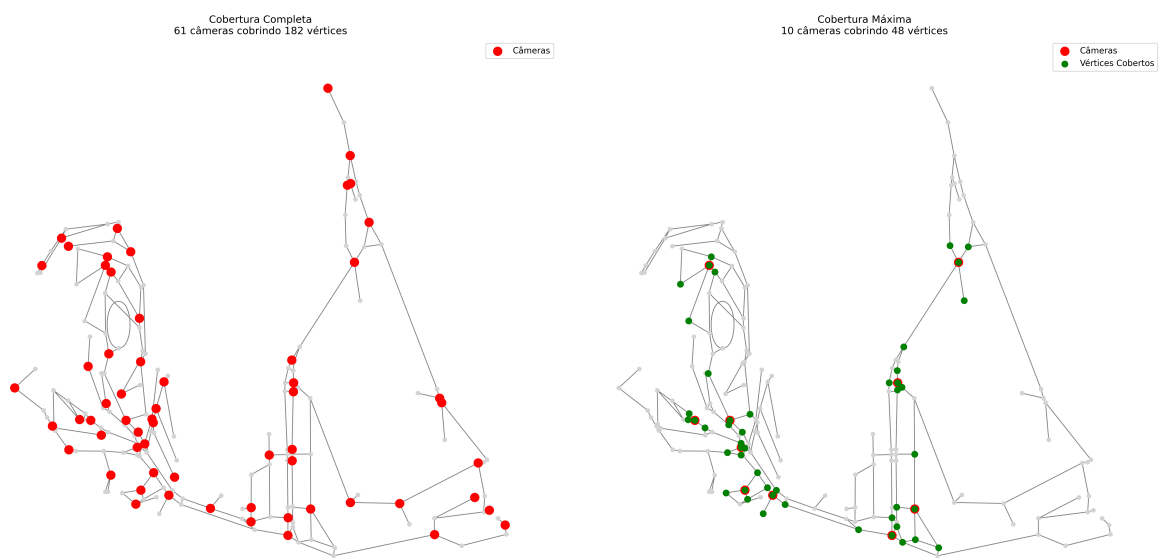 Cobertura Completa
61 câmeras cobrindo 182 vértices
Câmeras
Cobertura Máxima
10 câmeras cobrindo 48 vértices
Câmeras
Vértices Cobertos